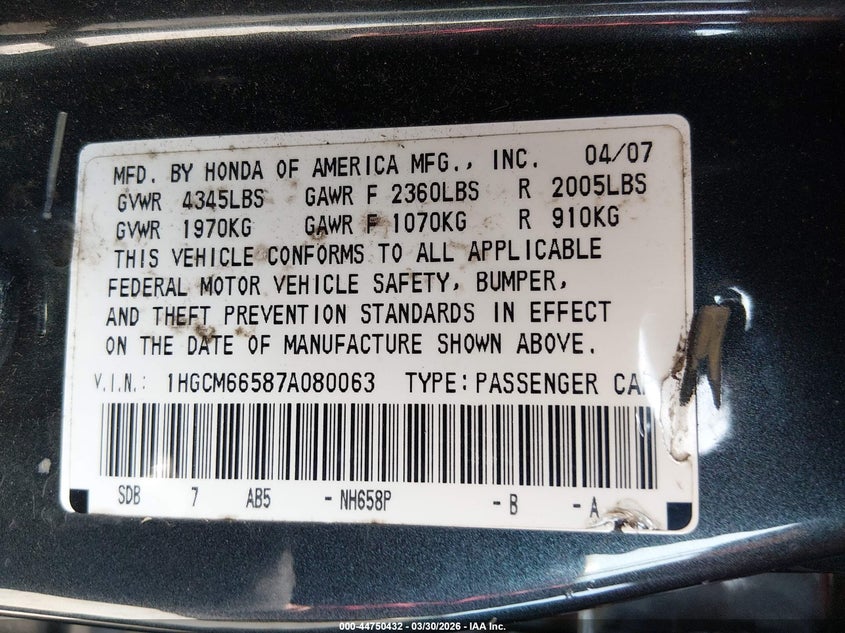 MFD. BY HONDA OF AMERICA MFG., INC. 04/07
GVWR 4345LBS GAWR F 2360LBS R 2005LBS
GVWR 1970KG GAWR F 1070KG R 910KG
THIS VEHICLE CONFORMS TO ALL APPLICABLE
FEDERAL MOTOR VEHICLE SAFETY, BUMPER,
AND THEFT PREVENTION STANDARDS IN EFFECT
ON THE DATE OF MANUFACTURE SHOWN ABOVE.
V.I.N.: 1HGCM66587A080063 TYPE: PASSENGER CA
SDB 7 AB5 - NH658P - B - A
000-44750432 - 03/30/2026 - IAA Inc.